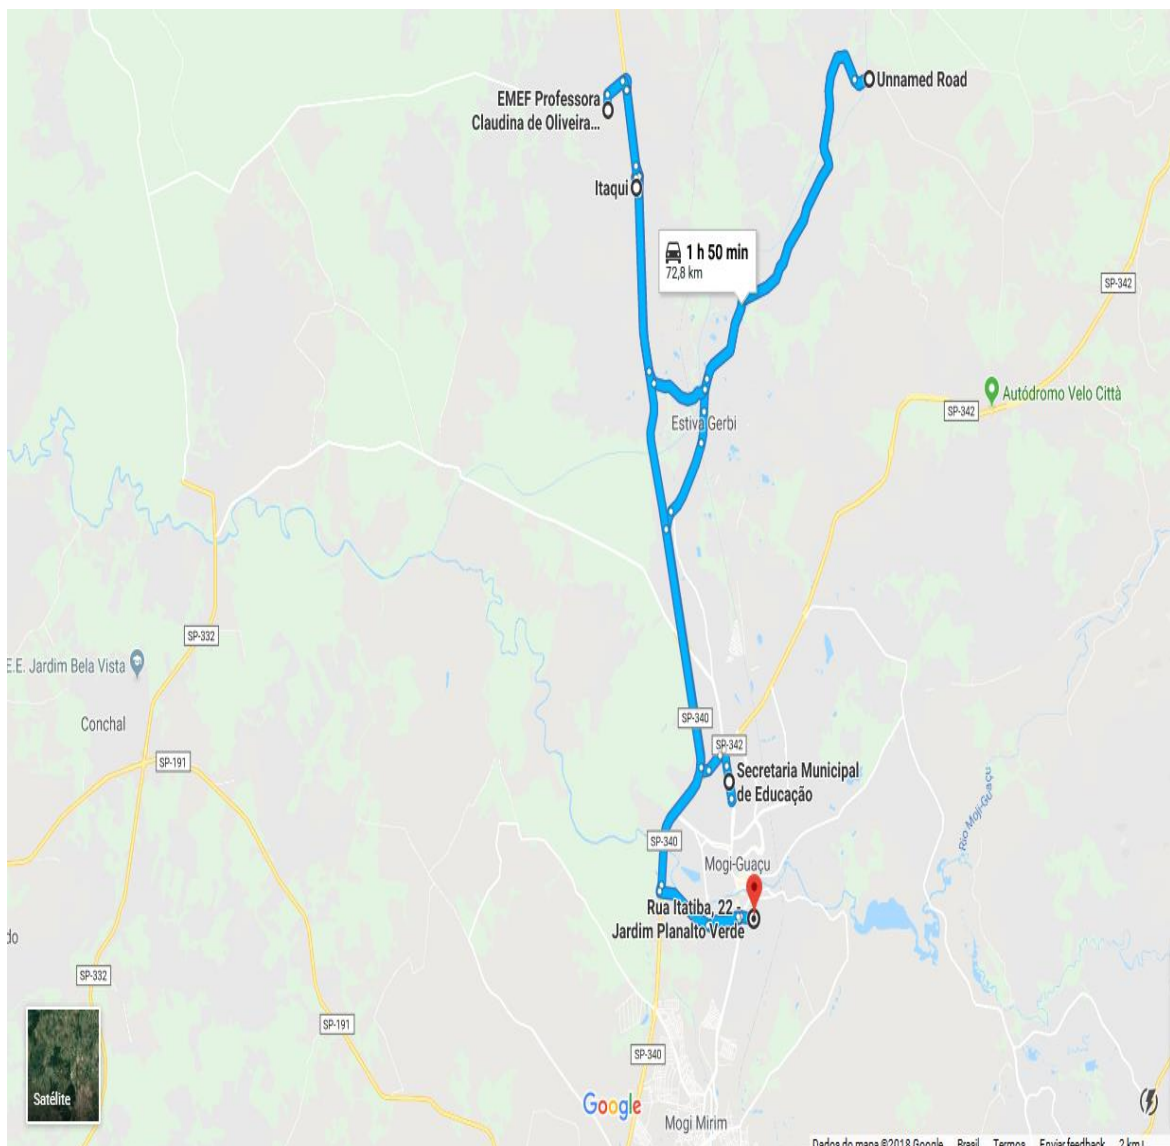 Unnamed Road
EMEF Professora
Claudina de Oliveira...
Itaqui
1 h 50 min
72,8 km
SP-342
Autódromo Velo Città
SP-342
Estiva Gerbi
SP-332
E.E. Jardim Bela Vista
Conchal
SP-340
SP-342
SP-191
Secretaria Municipal
de Educação
Rio Moji-Guaçu
SP-340
Mogi-Guaçu
Rua Itatiba, 22 -
Jardim Planalto Verde
do
SP-332
SP-191
SP-340
Satélite
Google
Mogi Mirim
Dados do mapa ©2018 Google Brasil Termos Enviar feedback 2 km